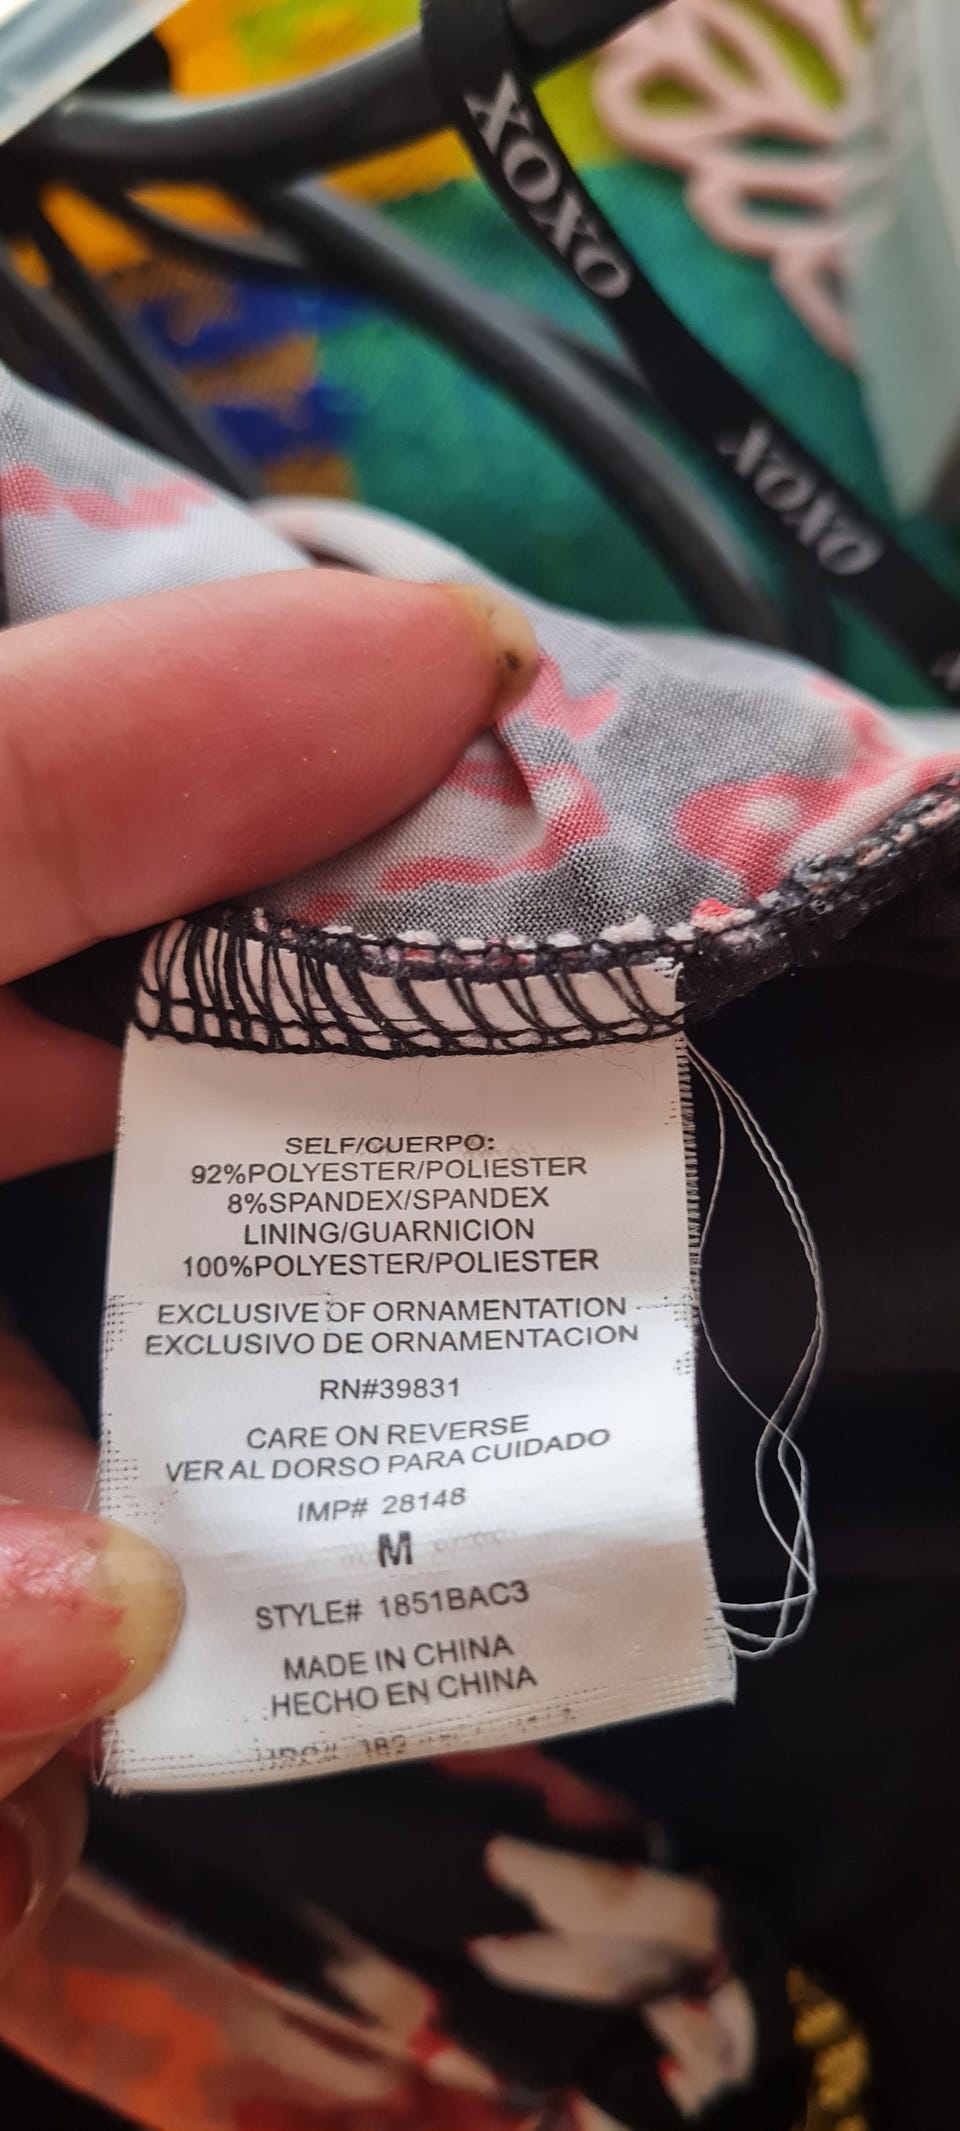 XOXO
XOXO
SELF/CUERPO:
92%POLYESTER/POLIESTER
8%SPANDEX/SPANDEX
LINING/GUARNICION
100%POLYESTER/POLIESTER
EXCLUSIVE OF ORNAMENTATION
EXCLUSIVO DE ORNAMENTACION
RN#39831
CARE ON REVERSE
VER AL DORSO PARA CUIDADO
IMP# 28148
M
STYLE# 1851BAC3
MADE IN CHINA
HECHO EN CHINA